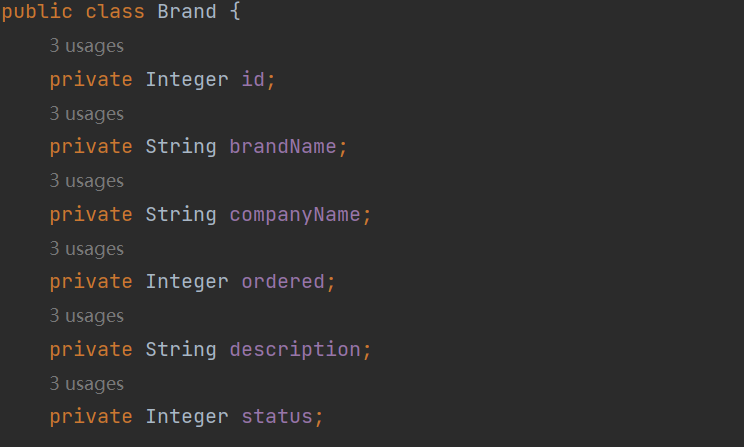 public class Brand {
3 usages
private Integer id;
3 usages
private String brandName;
3 usages
private String companyName;
3 usages
private Integer ordered;
3 usages
private String description;
3 usages
private Integer status;